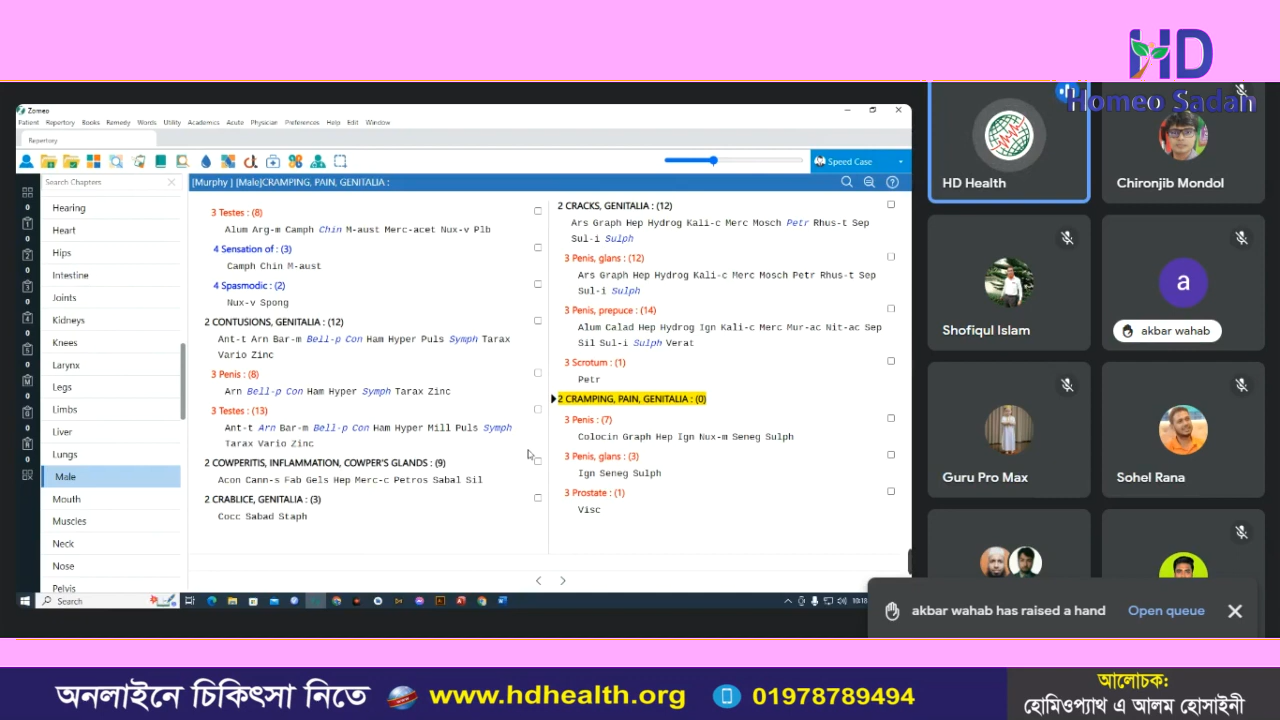 HD
Homeo Sadan
Zomeo
Patient Repertory Books Remedy Words Utility Academics Acute Physician Preferences Help Edit Window
Repertory
Speed Case
Search Chapters
[Murphy ] [Male]CRAMPING, PAIN, GENITALIA :
Hearing
Heart
Hips
Intestine
Joints
Kidneys
Knees
Larynx
Legs
Limbs
Liver
Lungs
Male
Mouth
Muscles
Neck
Nose
Pelvis
3 Testes : (8)
Alum Arg-m Camph Chin M-aust Merc-acet Nux-v Plb
4 Sensation of : (3)
Camph Chin M-aust
4 Spasmodic : (2)
Nux-v Spong
2 CONTUSIONS, GENITALIA : (12)
Ant-t Arn Bar-m Bell-p Con Ham Hyper Puls Symph Tarax
Vario Zinc
3 Penis : (8)
Arn Bell-p Con Ham Hyper Symph Tarax Zinc
3 Testes : (13)
Ant-t Arn Bar-m Bell-p Con Ham Hyper Mill Puls Symph
Tarax Vario Zinc
2 COWPERITIS, INFLAMMATION, COWPER'S GLANDS : (9)
Acon Cann-s Fab Gels Hep Merc-c Petros Sabal Sil
2 CRABLICE, GENITALIA : (3)
Cocc Sabad Staph
2 CRACKS, GENITALIA : (12)
Ars Graph Hep Hydrog Kali-c Merc Mosch Petr Rhus-t Sep
Sul-i Sulph
3 Penis, glans : (12)
Ars Graph Hep Hydrog Kali-c Merc Mosch Petr Rhus-t Sep
Sul-i Sulph
3 Penis, prepuce : (14)
Alum Calad Hep Hydrog Ign Kali-c Merc Mur-ac Nit-ac Sep
Sil Sul-i Sulph Verat
3 Scrotum : (1)
Petr
2 CRAMPING, PAIN, GENITALIA : (0)
3 Penis : (7)
Colocin Graph Hep Ign Nux-m Seneg Sulph
3 Penis, glans : (3)
Ign Seneg Sulph
3 Prostate : (1)
Visc
Search
10:18
HD Health
Chironjib Mondol
Shofiqul Islam
a
akbar wahab
Guru Pro Max
Sohel Rana
akbar wahab has raised a hand
Open queue
অনলাইনে চিকিৎসা নিতে
www.hdhealth.org
01978789494
আলোচক:
হোমিওপ্যাথ এ আলম হোসাইনী